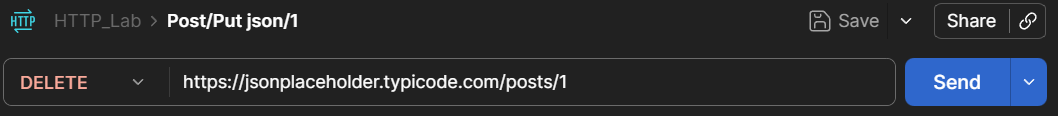 HTTP HTTP_Lab > Post/Put json/1 Save Share
DELETE https://jsonplaceholder.typicode.com/posts/1 Send